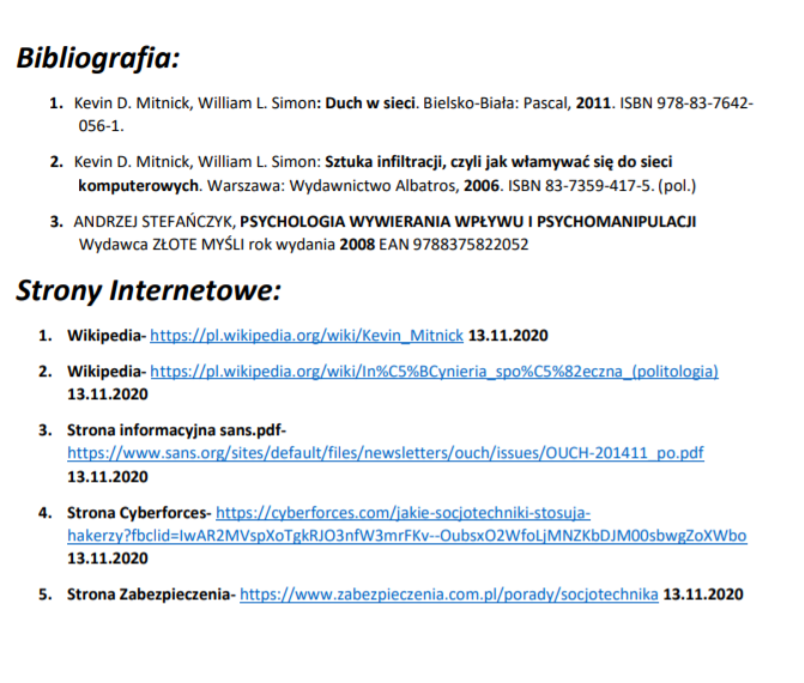 Bibliografia:
1. Kevin D. Mitnick, William L. Simon: Duch w sieci. Bielsko-Biała: Pascal, 2011. ISBN 978-83-7642-
056-1.
2. Kevin D. Mitnick, William L. Simon: Sztuka infiltracji, czyli jak włamywać się do sieci
komputerowych. Warszawa: Wydawnictwo Albatros, 2006. ISBN 83-7359-417-5. (pol.)
3. ANDRZEJ STEFAŃCZYK, PSYCHOLOGIA WYWIERANIA WPŁYWU I PSYCHOMANIPULACJI
Wydawca ZŁOTE MYŚLI rok wydania 2008 EAN 9788375822052
Strony Internetowe:
1. Wikipedia- https://pl.wikipedia.org/wiki/Kevin_Mitnick 13.11.2020
2. Wikipedia- https://pl.wikipedia.org/wiki/In%C5%BCynieria_spo%C5%82eczna_(politologia)
13.11.2020
3. Strona informacyjna sans.pdf-
https://www.sans.org/sites/default/files/newsletters/ouch/issues/OUCH-201411_po.pdf
13.11.2020
4. Strona Cyberforces- https://cyberforces.com/jakie-socjotechniki-stosuja-
hakerzy?fbclid=IwAR2MVspXoTgkRJO3nfW3mrFKv--OubsxO2WfoLjMNZKbDJM00sbwgZoXWbo
13.11.2020
5. Strona Zabezpieczenia- https://www.zabezpieczenia.com.pl/porady/socjotechnika 13.11.2020